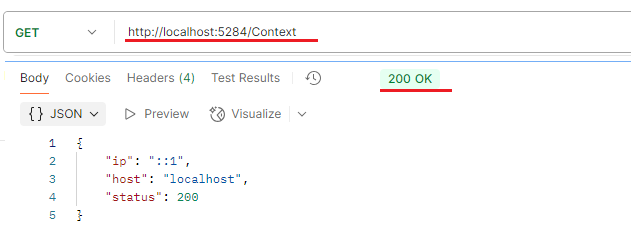 GET http://localhost:5284/Context
Body Cookies Headers (4) Test Results 200 OK
{} JSON Preview Visualize
1 {
2 "ip": "::1",
3 "host": "localhost",
4 "status": 200
5 }